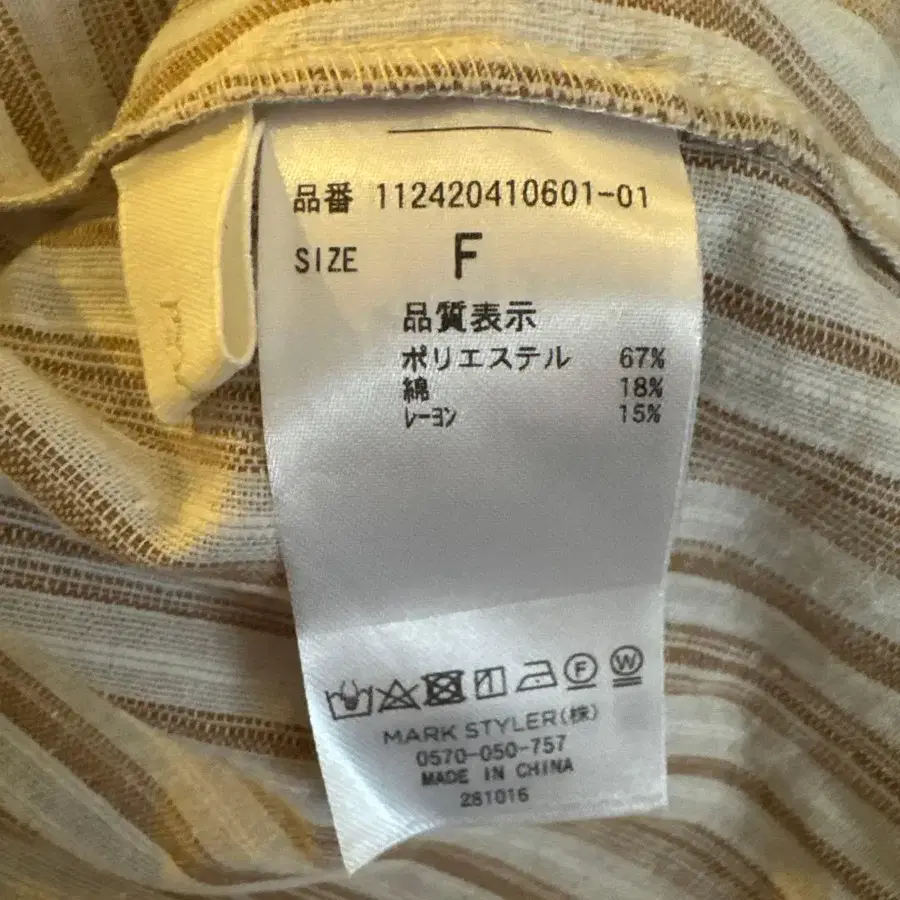 品番 112420410601-01
SIZE F
品質表示
ポリエステル 67%
綿 18%
レーヨン 15%
F W
MARK STYLER(株)
0570-050-757
MADE IN CHINA
281016